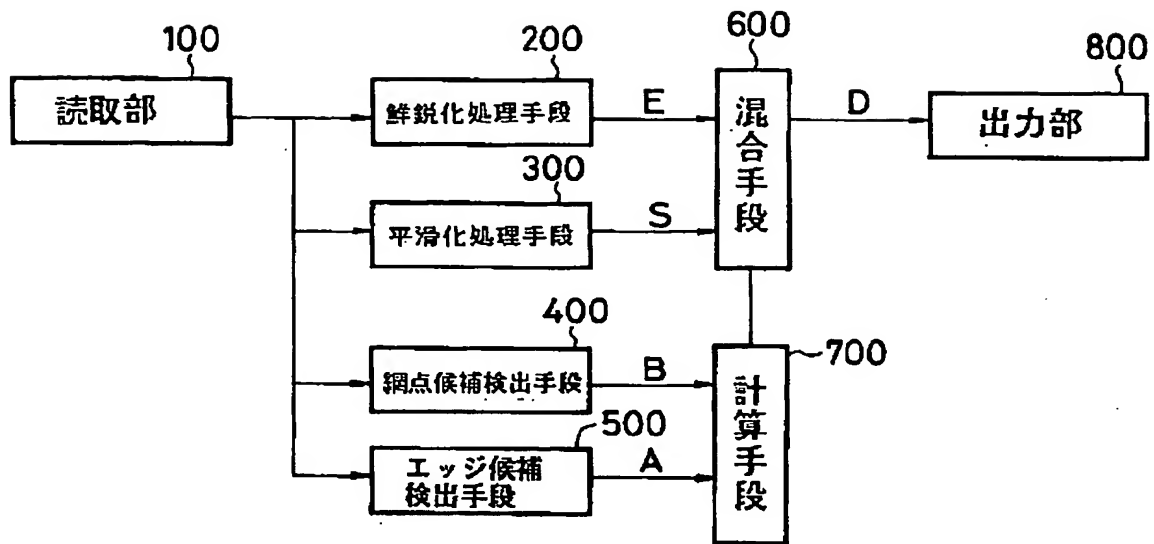 100
読取部
200
鮮鋭化処理手段
E
300
平滑化処理手段
S
400
網点候補検出手段
B
500
エッジ候補
検出手段
A
600
混合手段
700
計算手段
D
800
出力部